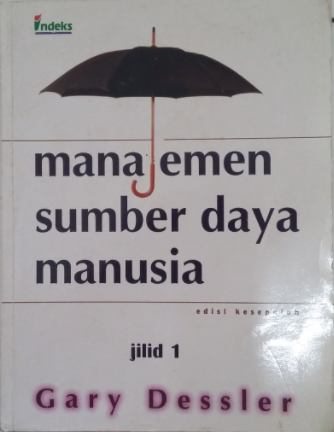 indeks
manajemen
sumber daya
manusia
edisi kesepuluh
jilid 1
Gary Dessler